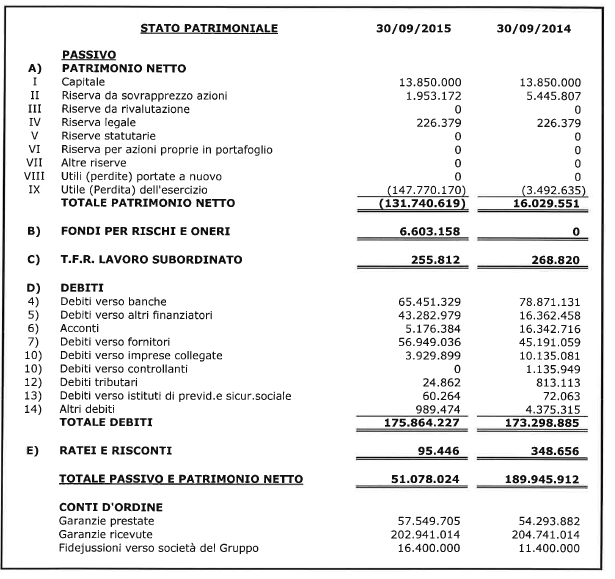 STATO PATRIMONIALE 30/09/2015 30/09/2014
PASSIVO
A) PATRIMONIO NETTO
I Capitale 13.850.000 13.850.000
II Riserva da sovrapprezzo azioni 1.953.172 5.445.807
III Riserve da rivalutazione 0 0
IV Riserva legale 226.379 226.379
V Riserve statutarie 0 0
VI Riserva per azioni proprie in portafoglio 0 0
VII Altre riserve 0 0
VIII Utili (perdite) portate a nuovo 0 0
IX Utile (Perdita) dell'esercizio (147.770.170) (3.492.635)
TOTALE PATRIMONIO NETTO (131.740.619) 16.029.551
B) FONDI PER RISCHI E ONERI 6.603.158 0
C) T.F.R. LAVORO SUBORDINATO 255.812 268.820
D) DEBITI
4) Debiti verso banche 65.451.329 78.871.131
5) Debiti verso altri finanziatori 43.282.979 16.362.458
6) Acconti 5.176.384 16.342.716
7) Debiti verso fornitori 56.949.036 45.191.059
10) Debiti verso imprese collegate 3.929.899 10.135.081
10) Debiti verso controllanti 0 1.135.949
12) Debiti tributari 24.862 813.113
13) Debiti verso istituti di previd.e sicur.sociale 60.264 72.063
14) Altri debiti 989.474 4.375.315
TOTALE DEBITI 175.864.227 173.298.885
E) RATEI E RISCONTI 95.446 348.656
TOTALE PASSIVO E PATRIMONIO NETTO 51.078.024 189.945.912
CONTI D'ORDINE
Garanzie prestate 57.549.705 54.293.882
Garanzie ricevute 202.941.014 204.741.014
Fidejussioni verso società del Gruppo 16.400.000 11.400.000